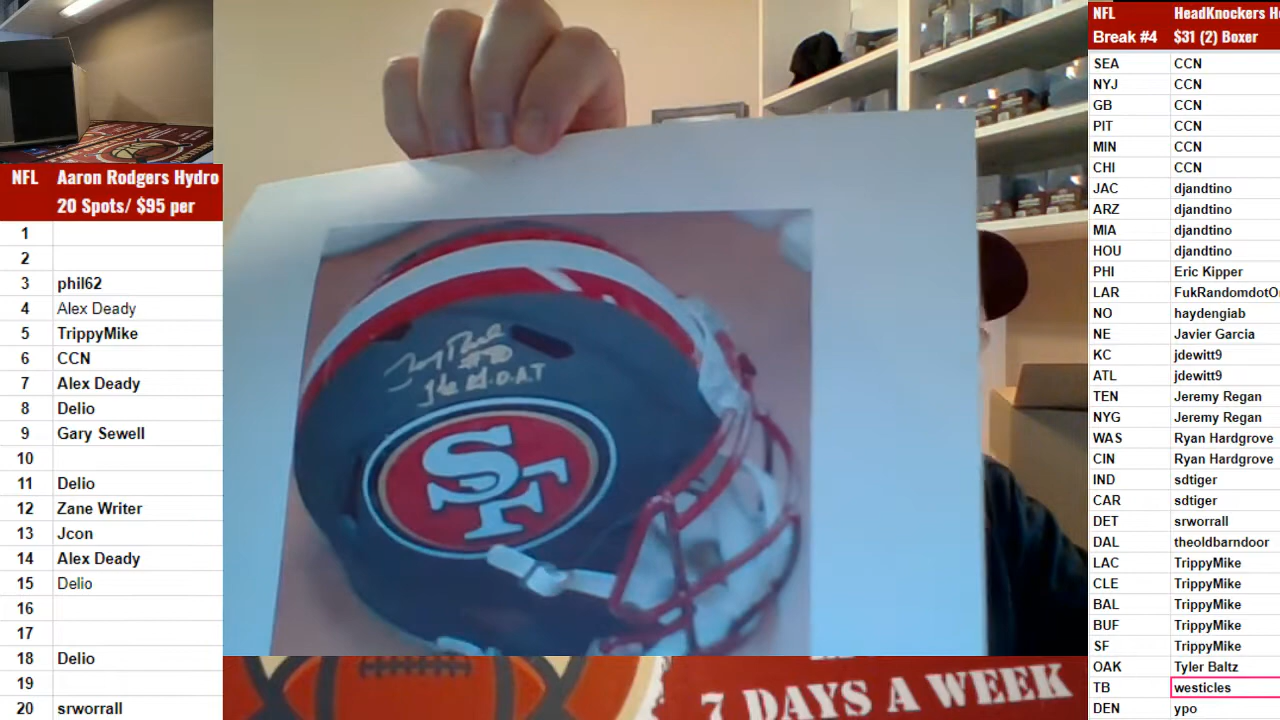 NFL Aaron Rodgers Hydro
20 Spots/ $95 per
1
2
3 phil62
4 Alex Deady
5 TrippyMike
6 CCN
7 Alex Deady
8 Delio
9 Gary Sewell
10
11 Delio
12 Zane Writer
13 Jcon
14 Alex Deady
15 Delio
16
17
18 Delio
19
20 srworrall
#80
SF
7 DAYS A WEEK
NFL HeadKnockers
Break #4 $31 (2) Boxer
SEA CCN
NYJ CCN
GB CCN
PIT CCN
MIN CCN
CHI CCN
JAC djandtino
ARZ djandtino
MIA djandtino
HOU djandtino
PHI Eric Kipper
LAR FukRandomdotO
NO haydengiab
NE Javier Garcia
KC jdewitt9
ATL jdewitt9
TEN Jeremy Regan
NYG Jeremy Regan
WAS Ryan Hardgrove
CIN Ryan Hardgrove
IND sdtiger
CAR sdtiger
DET srworrall
DAL theoldbarndoor
LAC TrippyMike
CLE TrippyMike
BAL TrippyMike
BUF TrippyMike
SF TrippyMike
OAK Tyler Baltz
TB westicles
DEN ypo